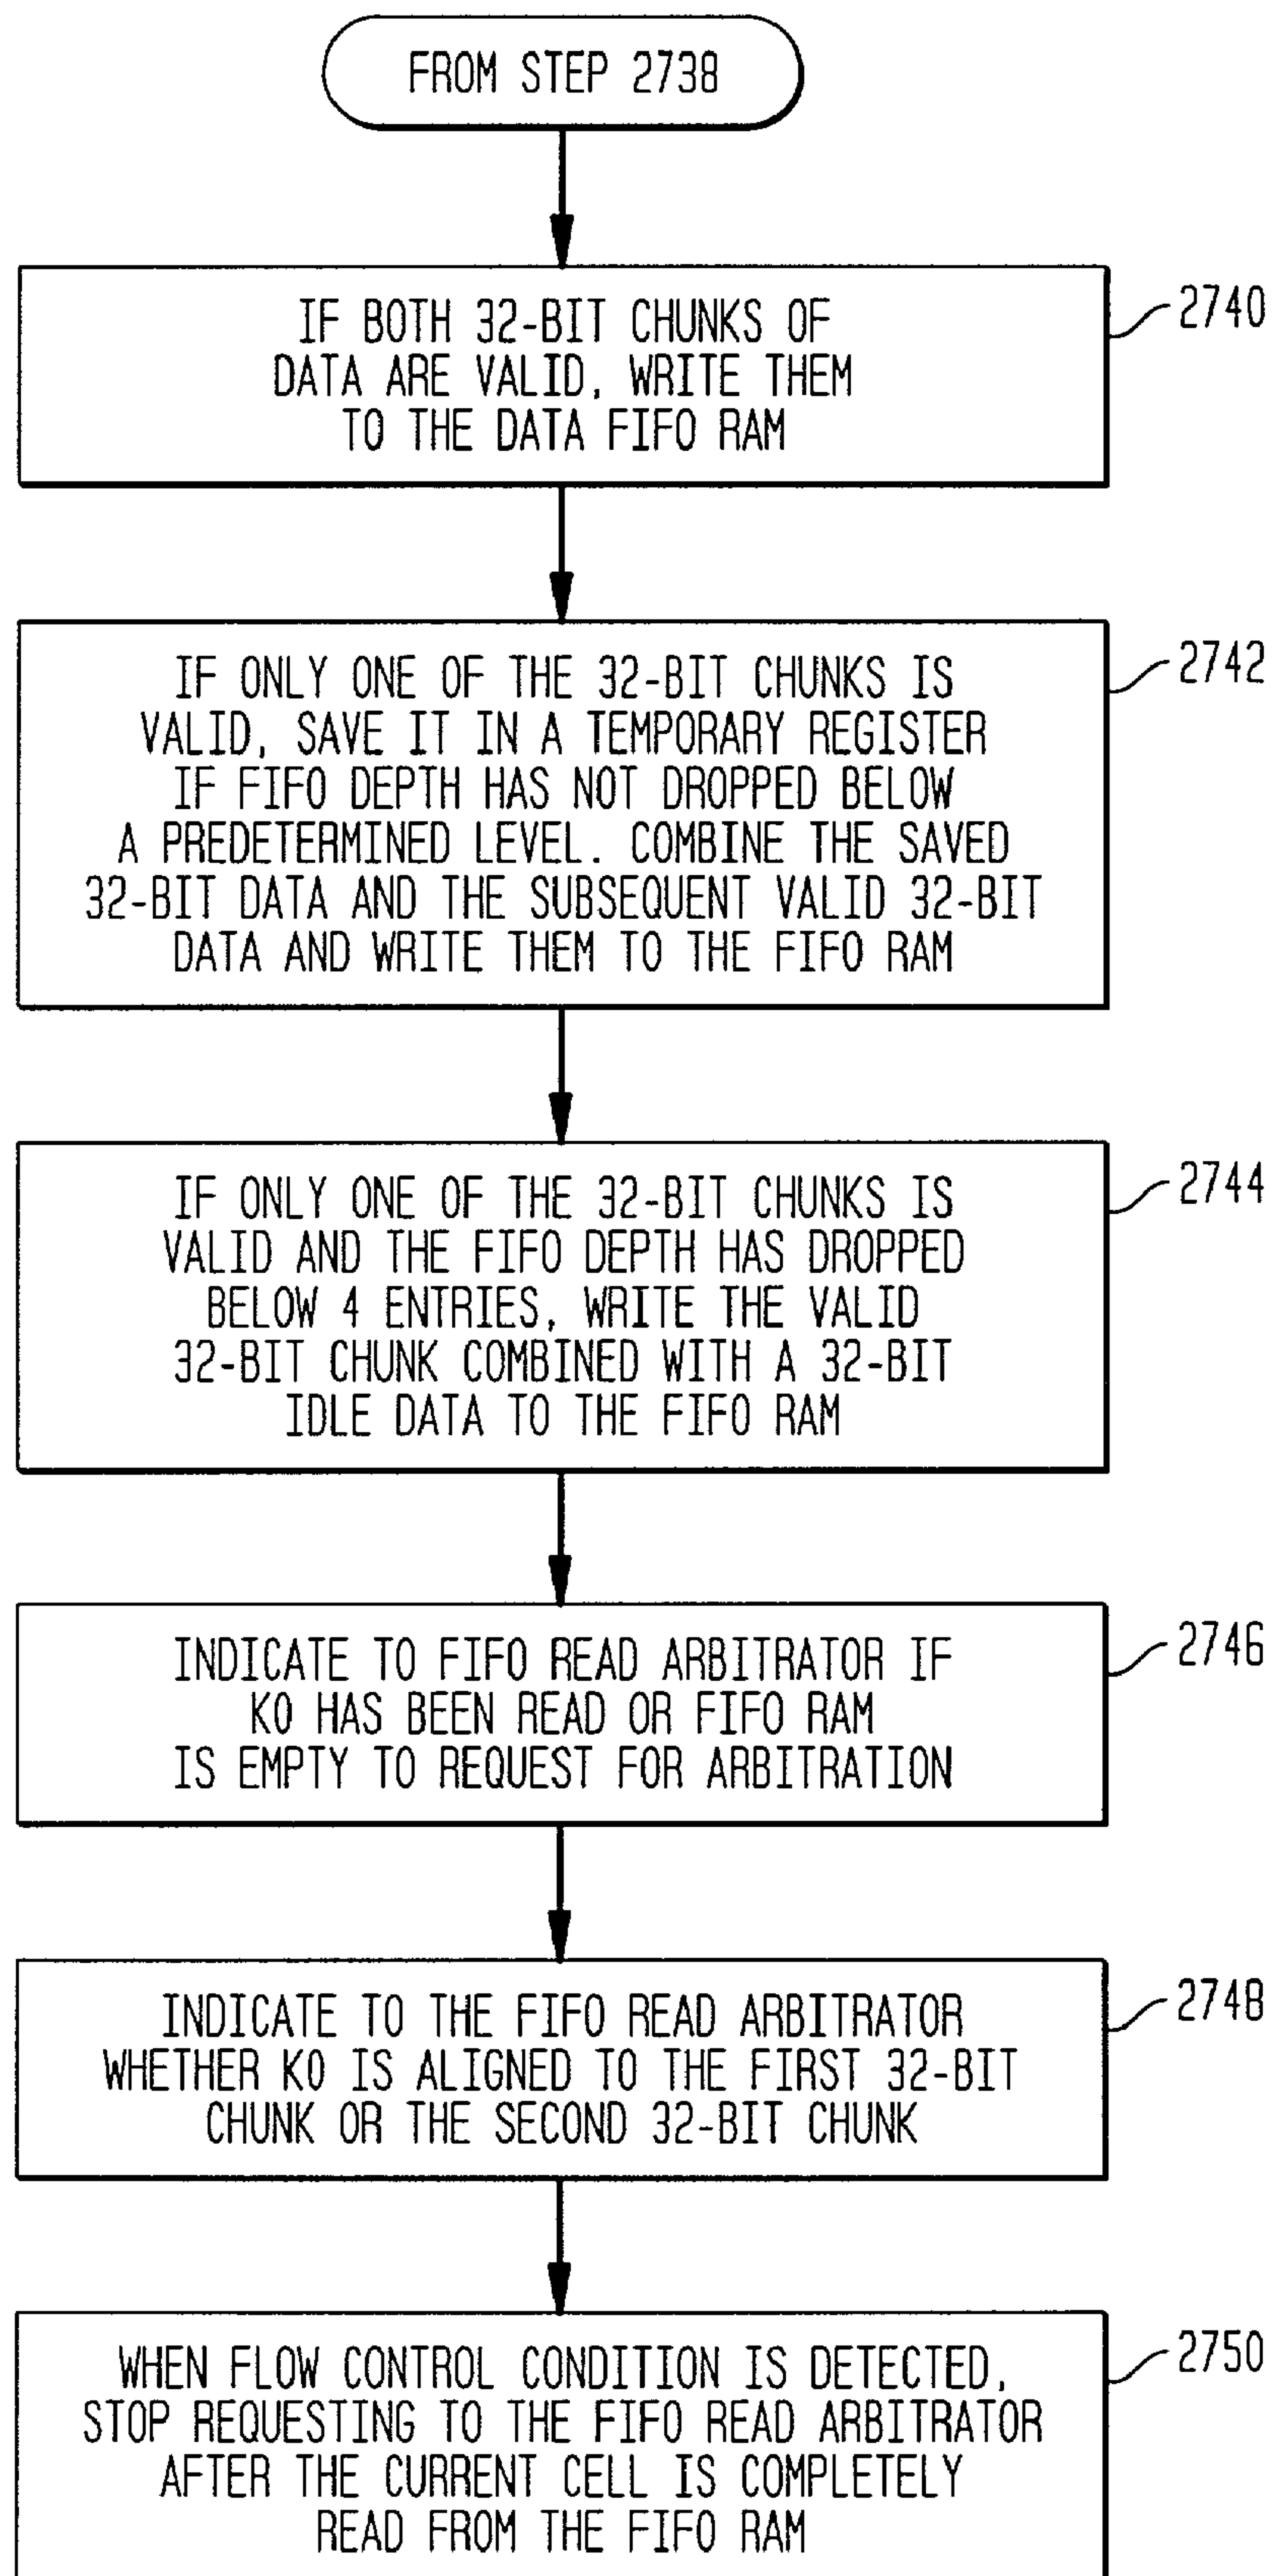 FROM STEP 2738
IF BOTH 32-BIT CHUNKS OF
DATA ARE VALID, WRITE THEM
TO THE DATA FIFO RAM
2740
IF ONLY ONE OF THE 32-BIT CHUNKS IS
VALID, SAVE IT IN A TEMPORARY REGISTER
IF FIFO DEPTH HAS NOT DROPPED BELOW
A PREDETERMINED LEVEL. COMBINE THE SAVED
32-BIT DATA AND THE SUBSEQUENT VALID 32-BIT
DATA AND WRITE THEM TO THE FIFO RAM
2742
IF ONLY ONE OF THE 32-BIT CHUNKS IS
VALID AND THE FIFO DEPTH HAS DROPPED
BELOW 4 ENTRIES, WRITE THE VALID
32-BIT CHUNK COMBINED WITH A 32-BIT
IDLE DATA TO THE FIFO RAM
2744
INDICATE TO FIFO READ ARBITRATOR IF
K0 HAS BEEN READ OR FIFO RAM
IS EMPTY TO REQUEST FOR ARBITRATION
2746
INDICATE TO THE FIFO READ ARBITRATOR
WHETHER K0 IS ALIGNED TO THE FIRST 32-BIT
CHUNK OR THE SECOND 32-BIT CHUNK
2748
WHEN FLOW CONTROL CONDITION IS DETECTED,
STOP REQUESTING TO THE FIFO READ ARBITRATOR
AFTER THE CURRENT CELL IS COMPLETELY
READ FROM THE FIFO RAM
2750